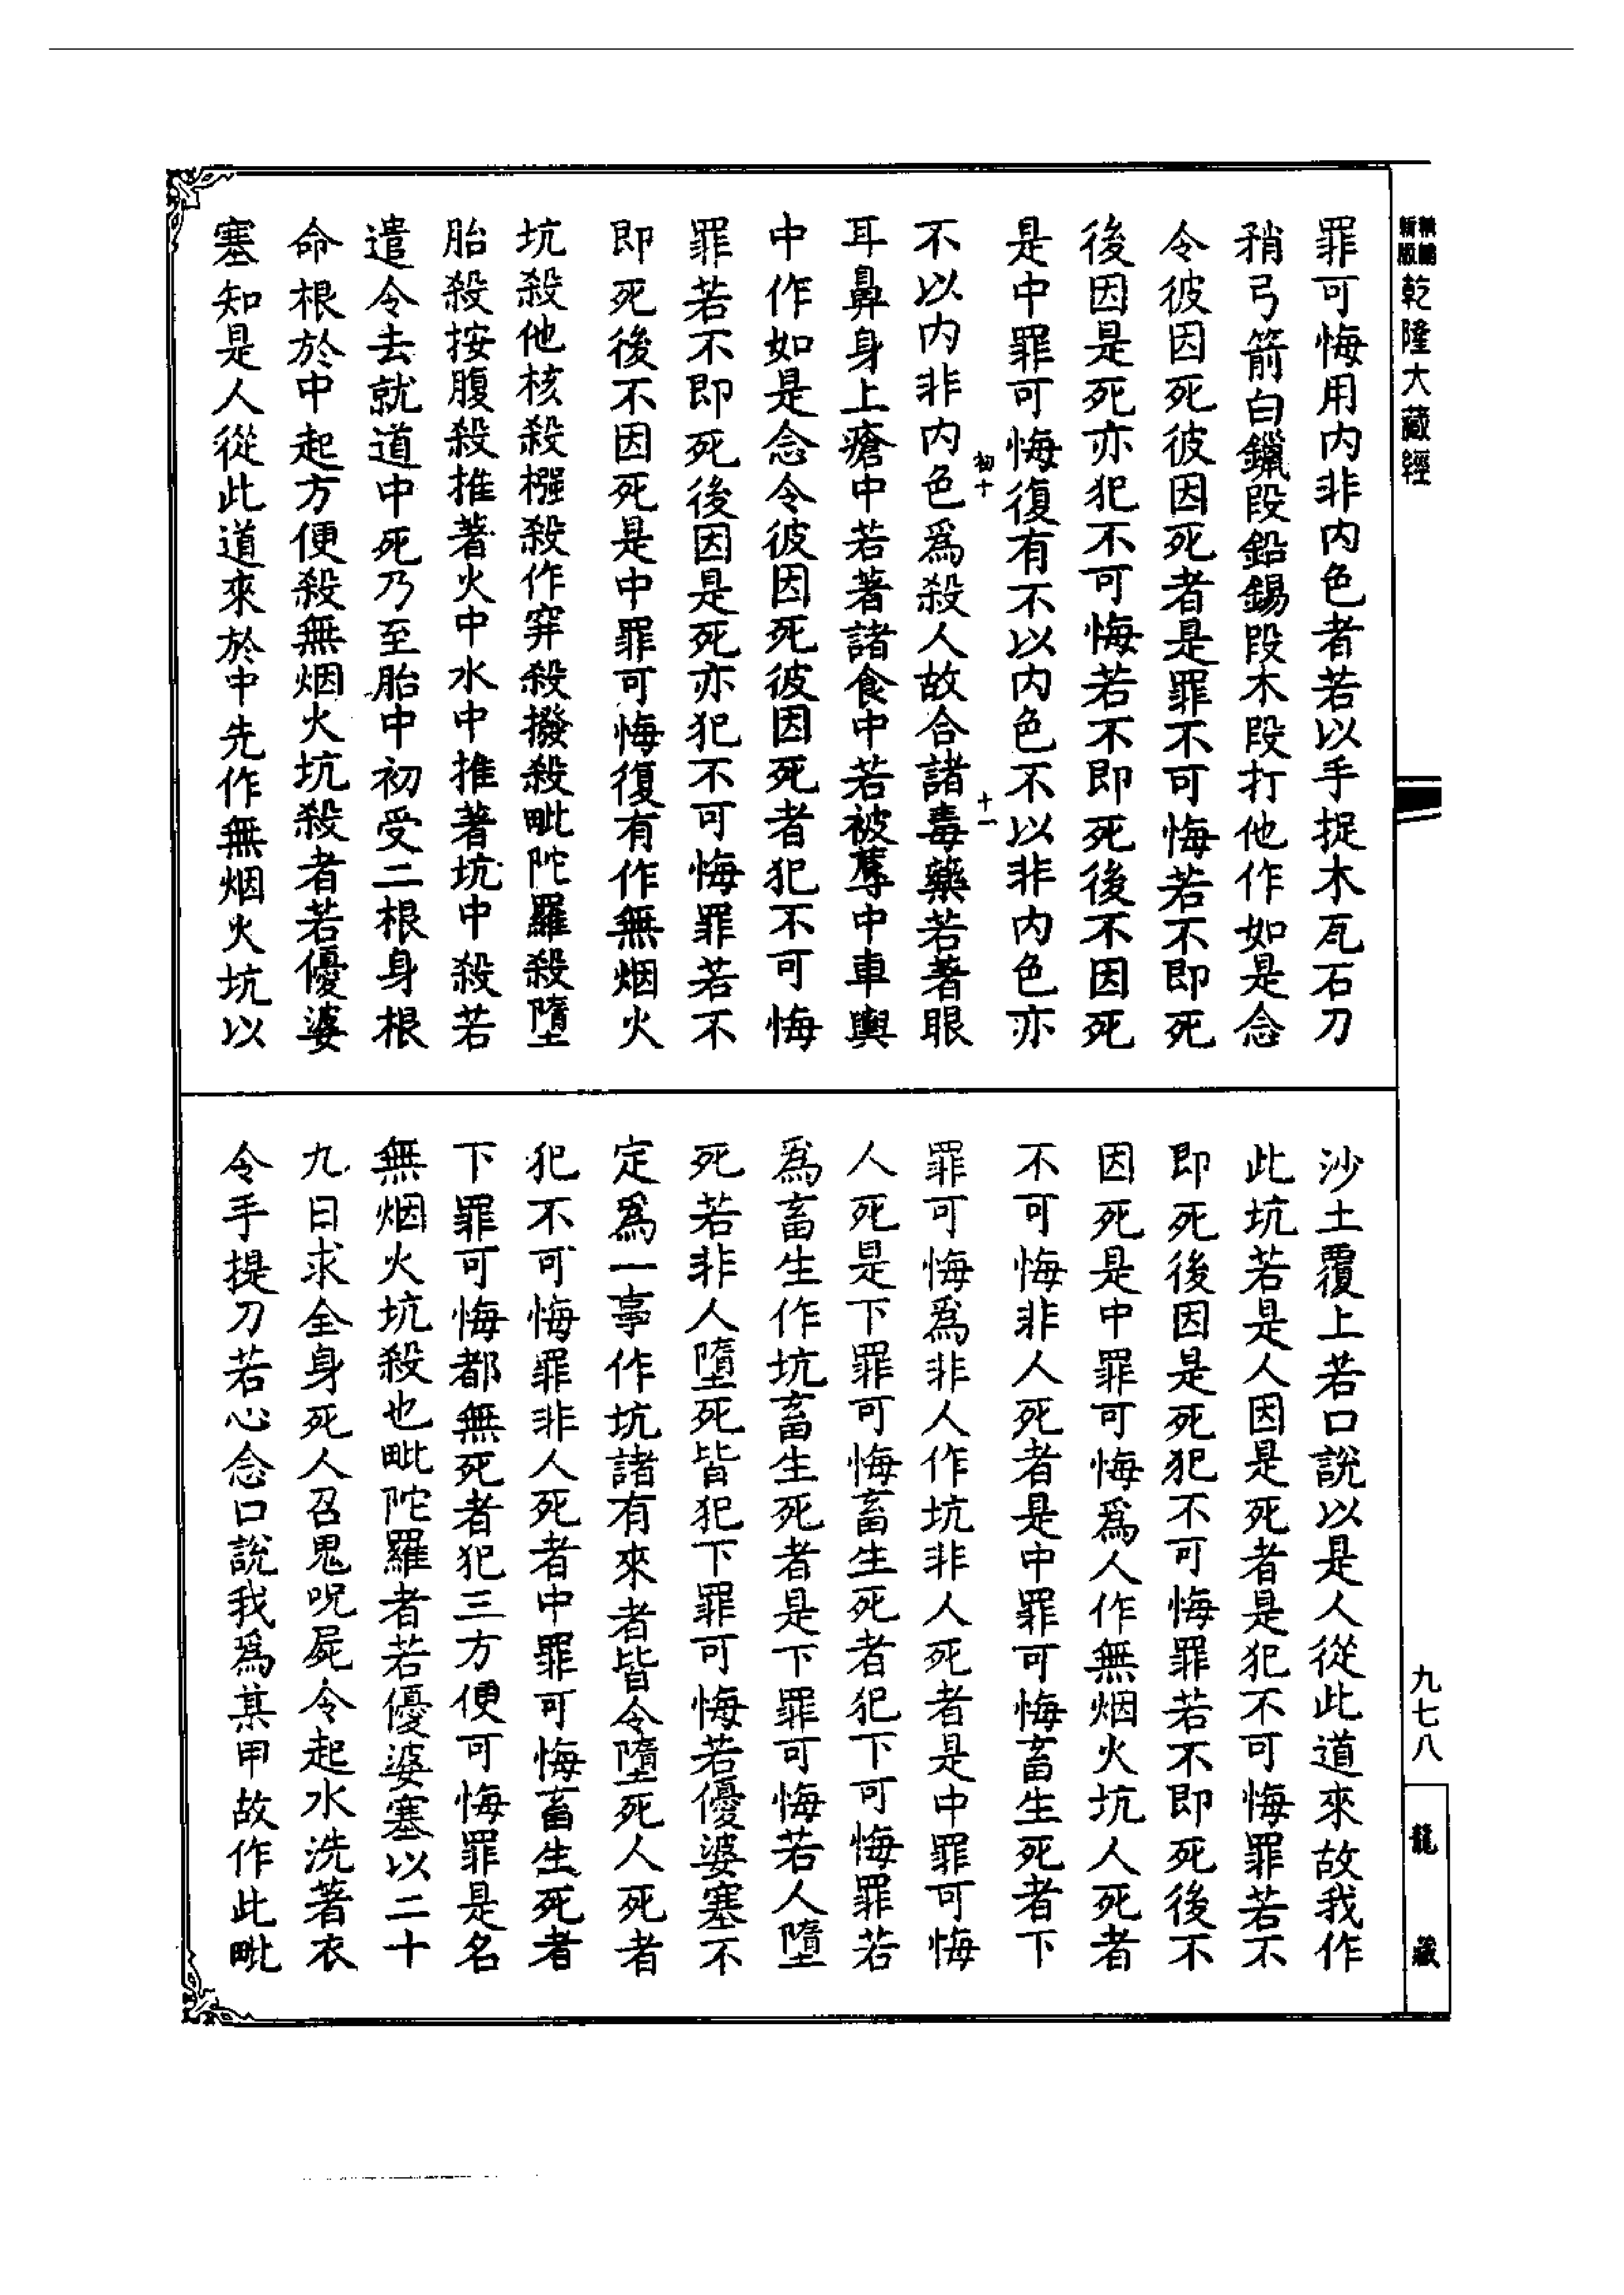 精編新版乾隆大藏經
罪可悔用内非内色者若以手捉木瓦石刀
矟弓箭白鑞段鉛錫段木段打他作如是念
令彼因死彼因死者是罪不可悔若不即死
後因是死亦犯不可悔若不即死後不因死
是中罪可悔復有不以内色不以非内色亦
初十　十一
不以内非内色爲殺人故合諸毒藥若著眼
耳鼻身上瘡中若著諸食中若被蓐中車輿
中作如是念令彼因死彼因死者犯不可悔
罪若不即死後因是死亦犯不可悔罪若不
即死後不因死是中罪可悔復有作無烟火
坑殺他核殺㯢殺作穽殺撥殺毗陀羅殺墮
胎殺按腹殺推著火中水中推著坑中殺若
遣令去就道中死乃至胎中初受二根身根
命根於中起方便殺無烟火坑殺者若優婆
塞知是人從此道來於中先作無烟火坑以
沙土覆上若口說以是人從此道來故我作
此坑若是人因是死者是犯不可悔罪若不
即死後因是死犯不可悔罪若不即死後不
因死是中罪可悔爲人作無烟火坑人死者
不可悔非人死者是中罪可悔畜生死者下
罪可悔爲非人作坑非人死者是中罪可悔
人死是下罪可悔畜生死者犯下可悔罪若
爲畜生作坑畜生死者是下罪可悔若人墮
死若非人墮死皆犯下罪可悔若優婆塞不
定爲一事作坑諸有來者皆令墮死人死者
犯不可悔罪非人死者中罪可悔畜生死者
下罪可悔都無死者犯三方便可悔罪是名
無烟火坑殺也毗陀羅者若優婆塞以二十
九日求全身死人召鬼呪屍令起水洗著衣
令手提刀若心念口說我爲某甲故作此毗
九七八
龍藏